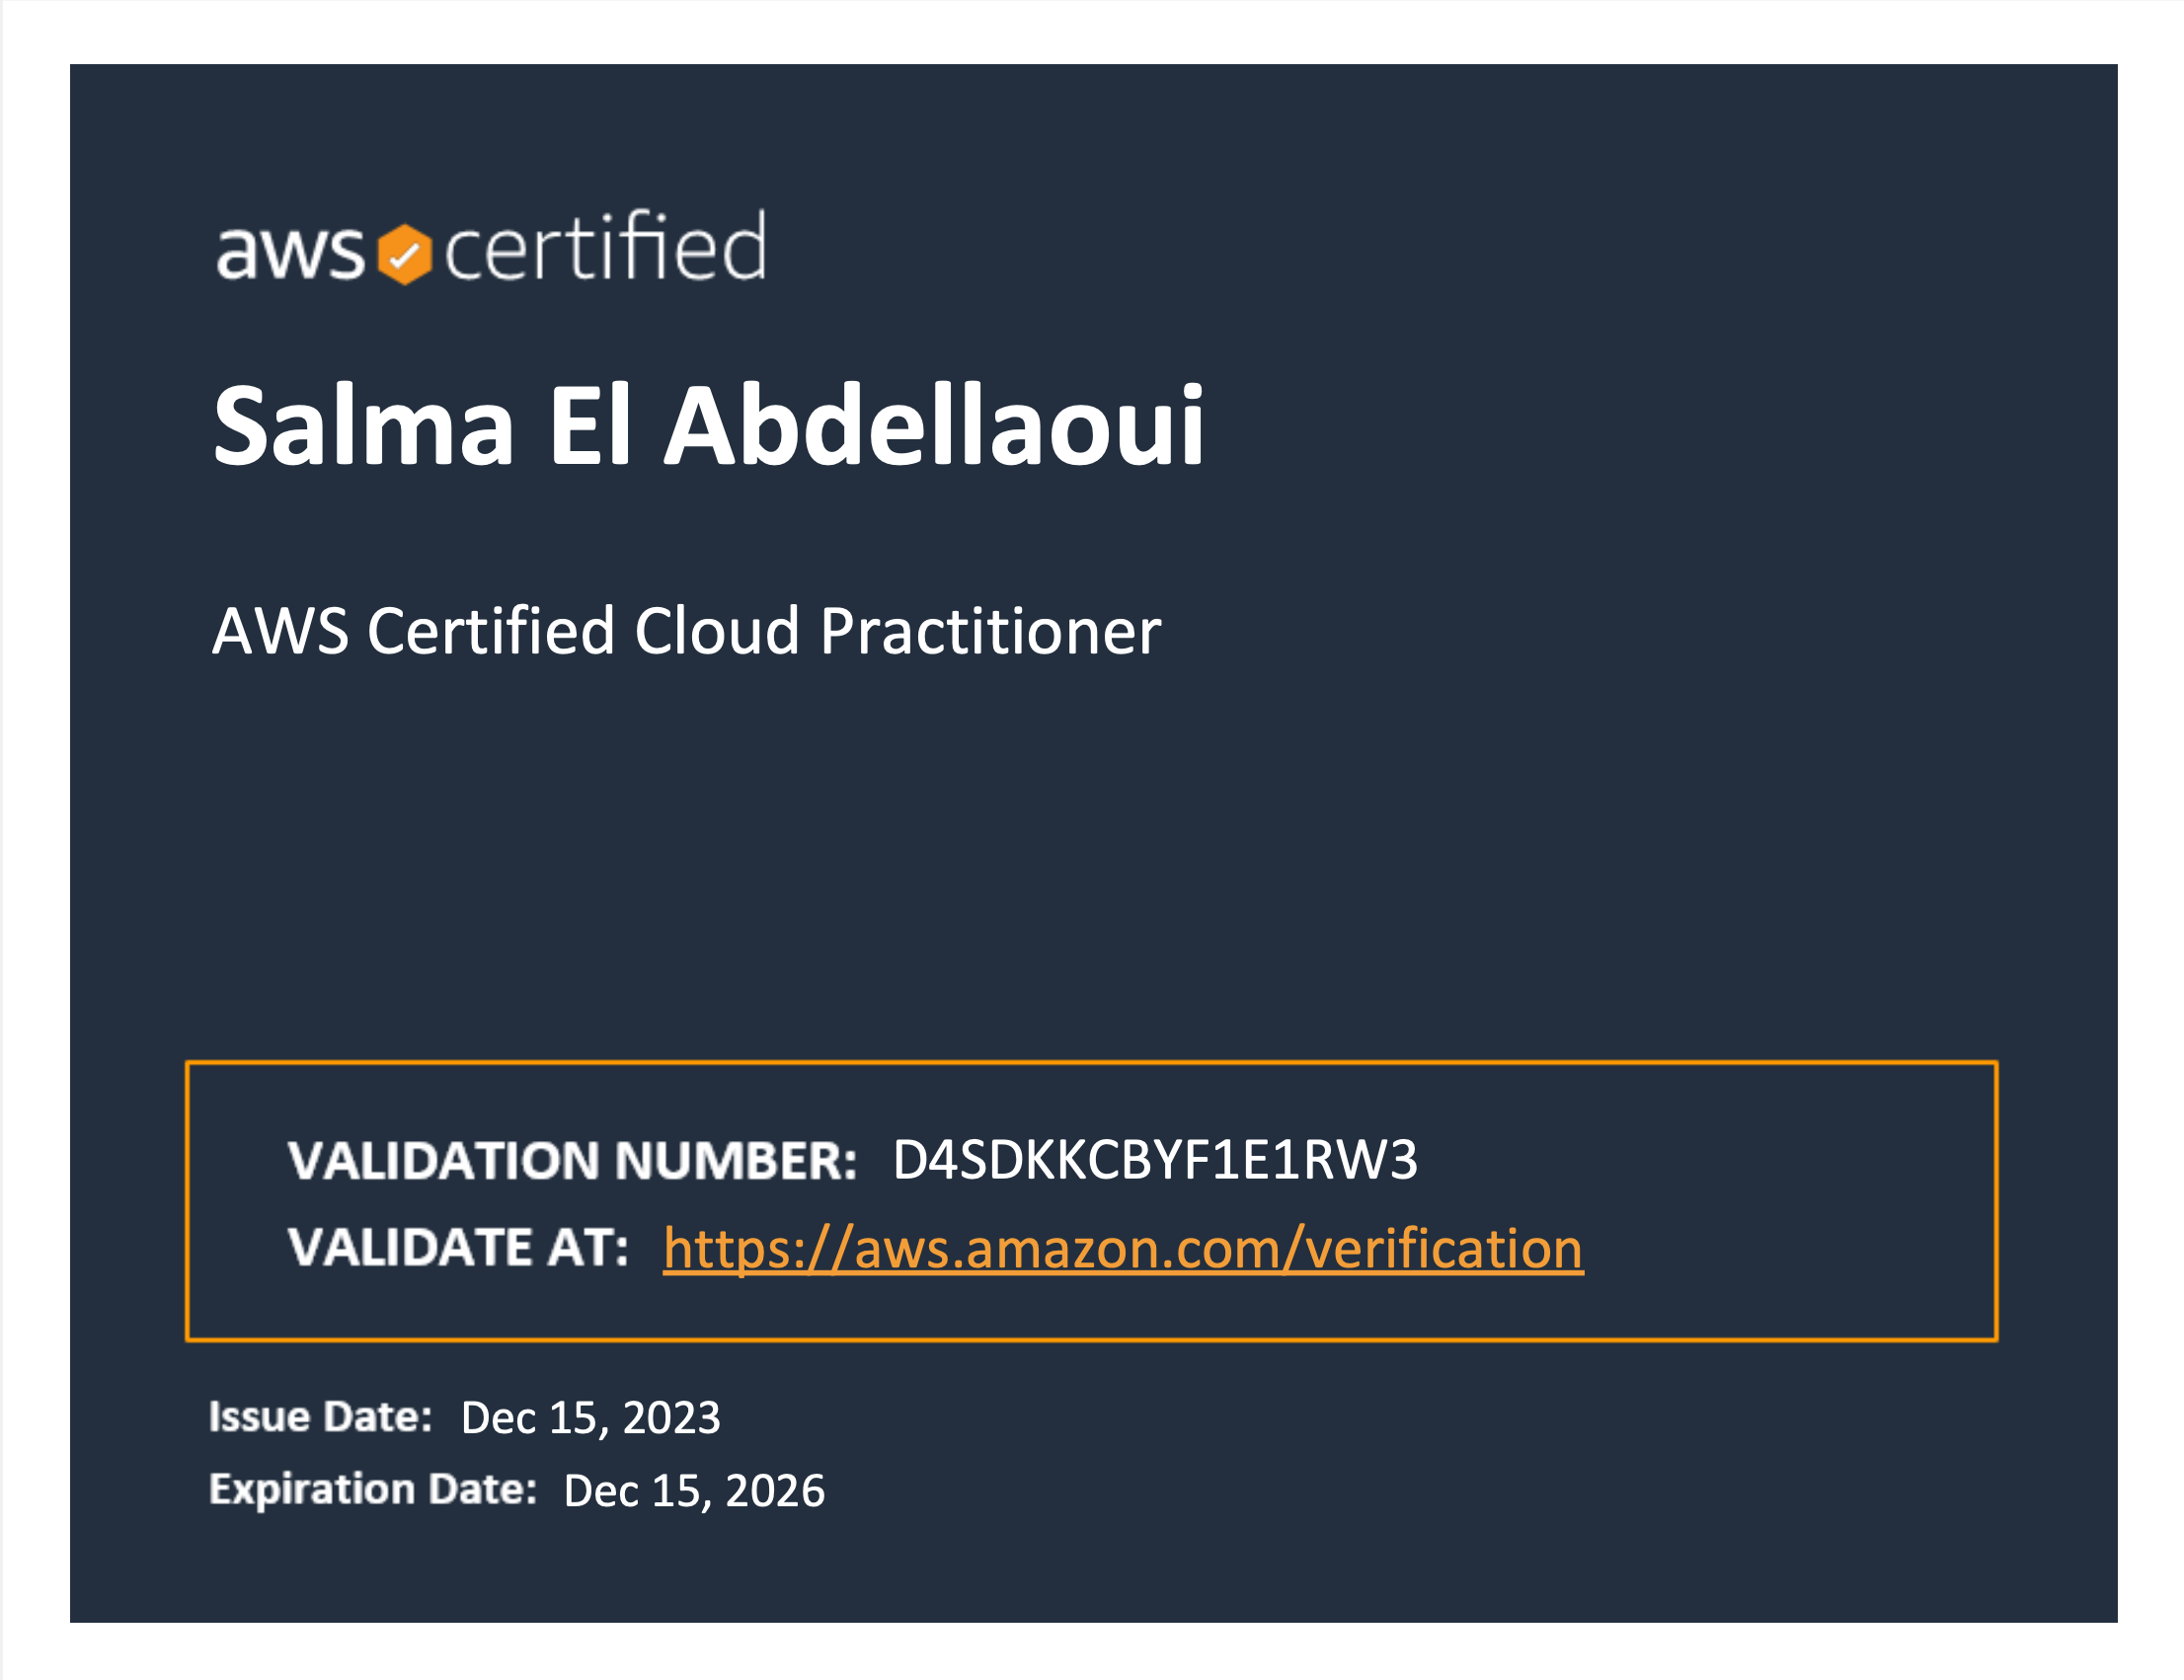 aws certified
Salma El Abdellaoui
AWS Certified Cloud Practitioner
VALIDATION NUMBER: D4SDKKCBYF1E1RW3
VALIDATE AT: https://aws.amazon.com/verification
Issue Date: Dec 15, 2023
Expiration Date: Dec 15, 2026